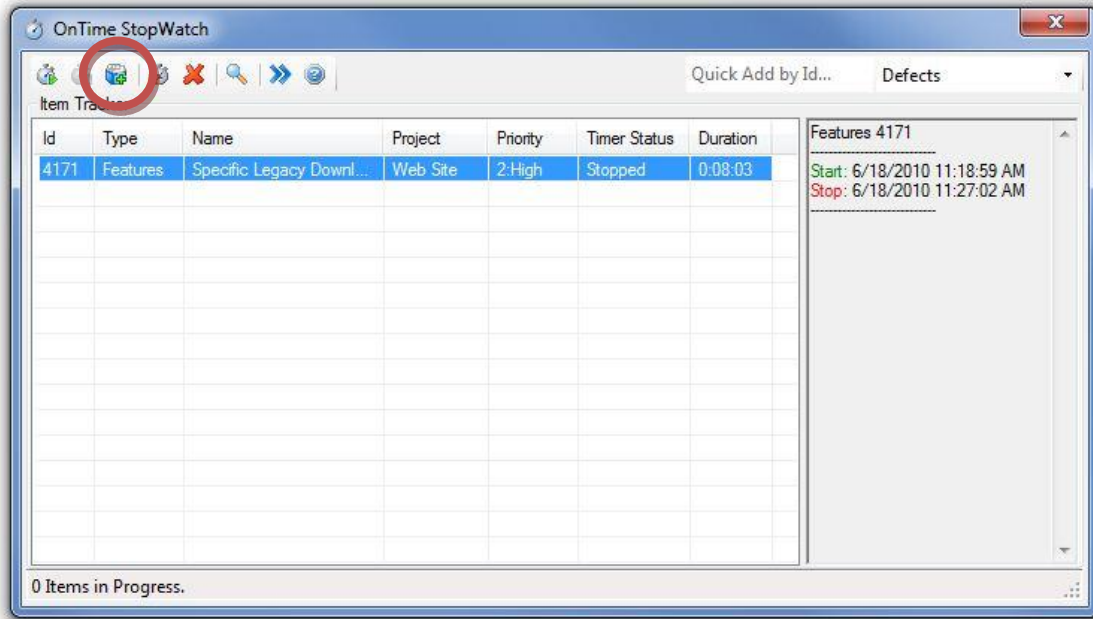 OnTime StopWatch
Quick Add by Id... Defects
Item
Id Type Name Project Priority Timer Status Duration
4171 Features Specific Legacy Downl... Web Site 2:High Stopped 0:08:03
Features 4171
----------------------------
Start: 6/18/2010 11:18:59 AM
Stop: 6/18/2010 11:27:02 AM
----------------------------
0 Items in Progress.